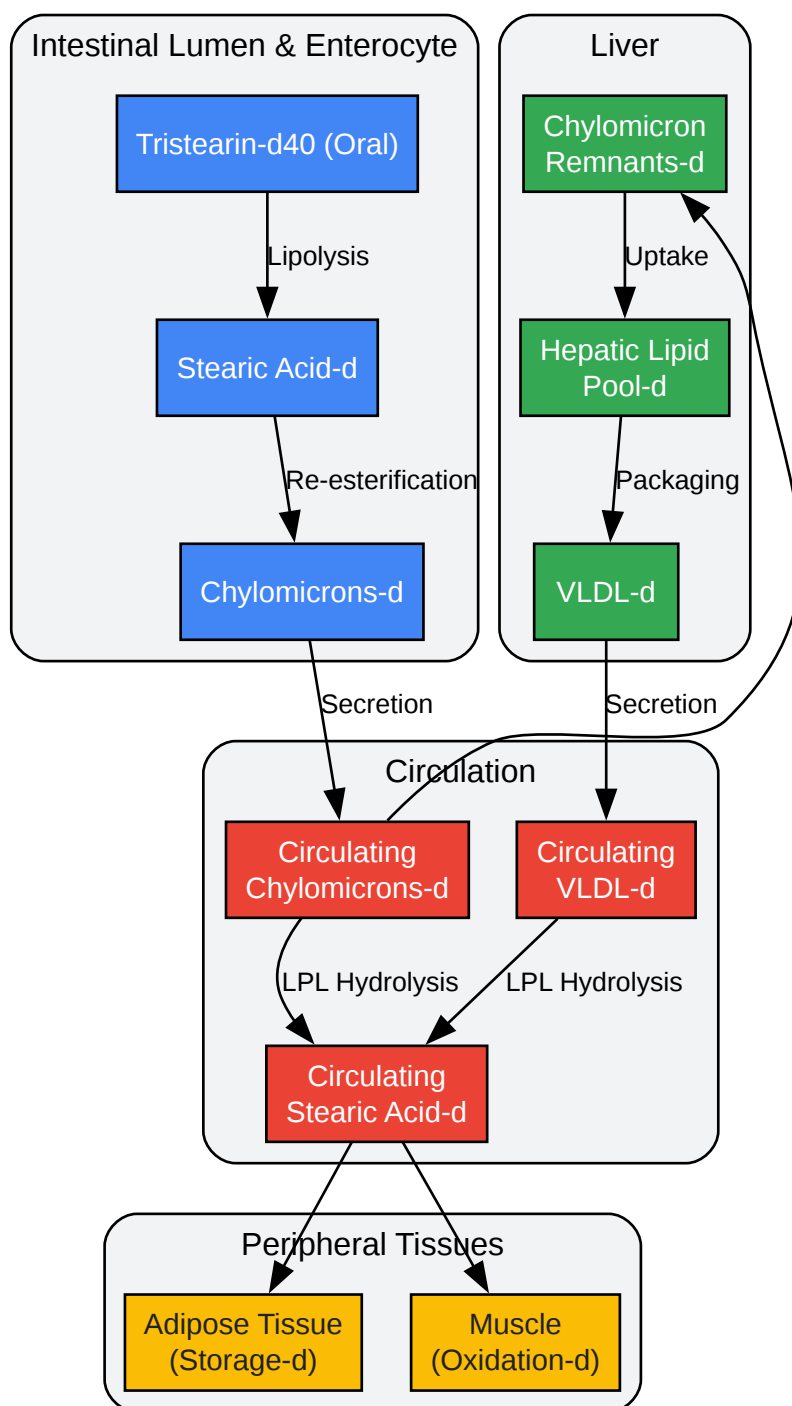 Intestinal Lumen & Enterocyte
Tristearin-d40 (Oral)
Lipolysis
Stearic Acid-d
Re-esterification
Chylomicrons-d
Secretion
Liver
Chylomicron
Remnants-d
Uptake
Hepatic Lipid
Pool-d
Packaging
VLDL-d
Secretion
Circulation
Circulating
Chylomicrons-d
Circulating
VLDL-d
LPL Hydrolysis
LPL Hydrolysis
Circulating
Stearic Acid-d
Peripheral Tissues
Adipose Tissue
(Storage-d)
Muscle
(Oxidation-d)